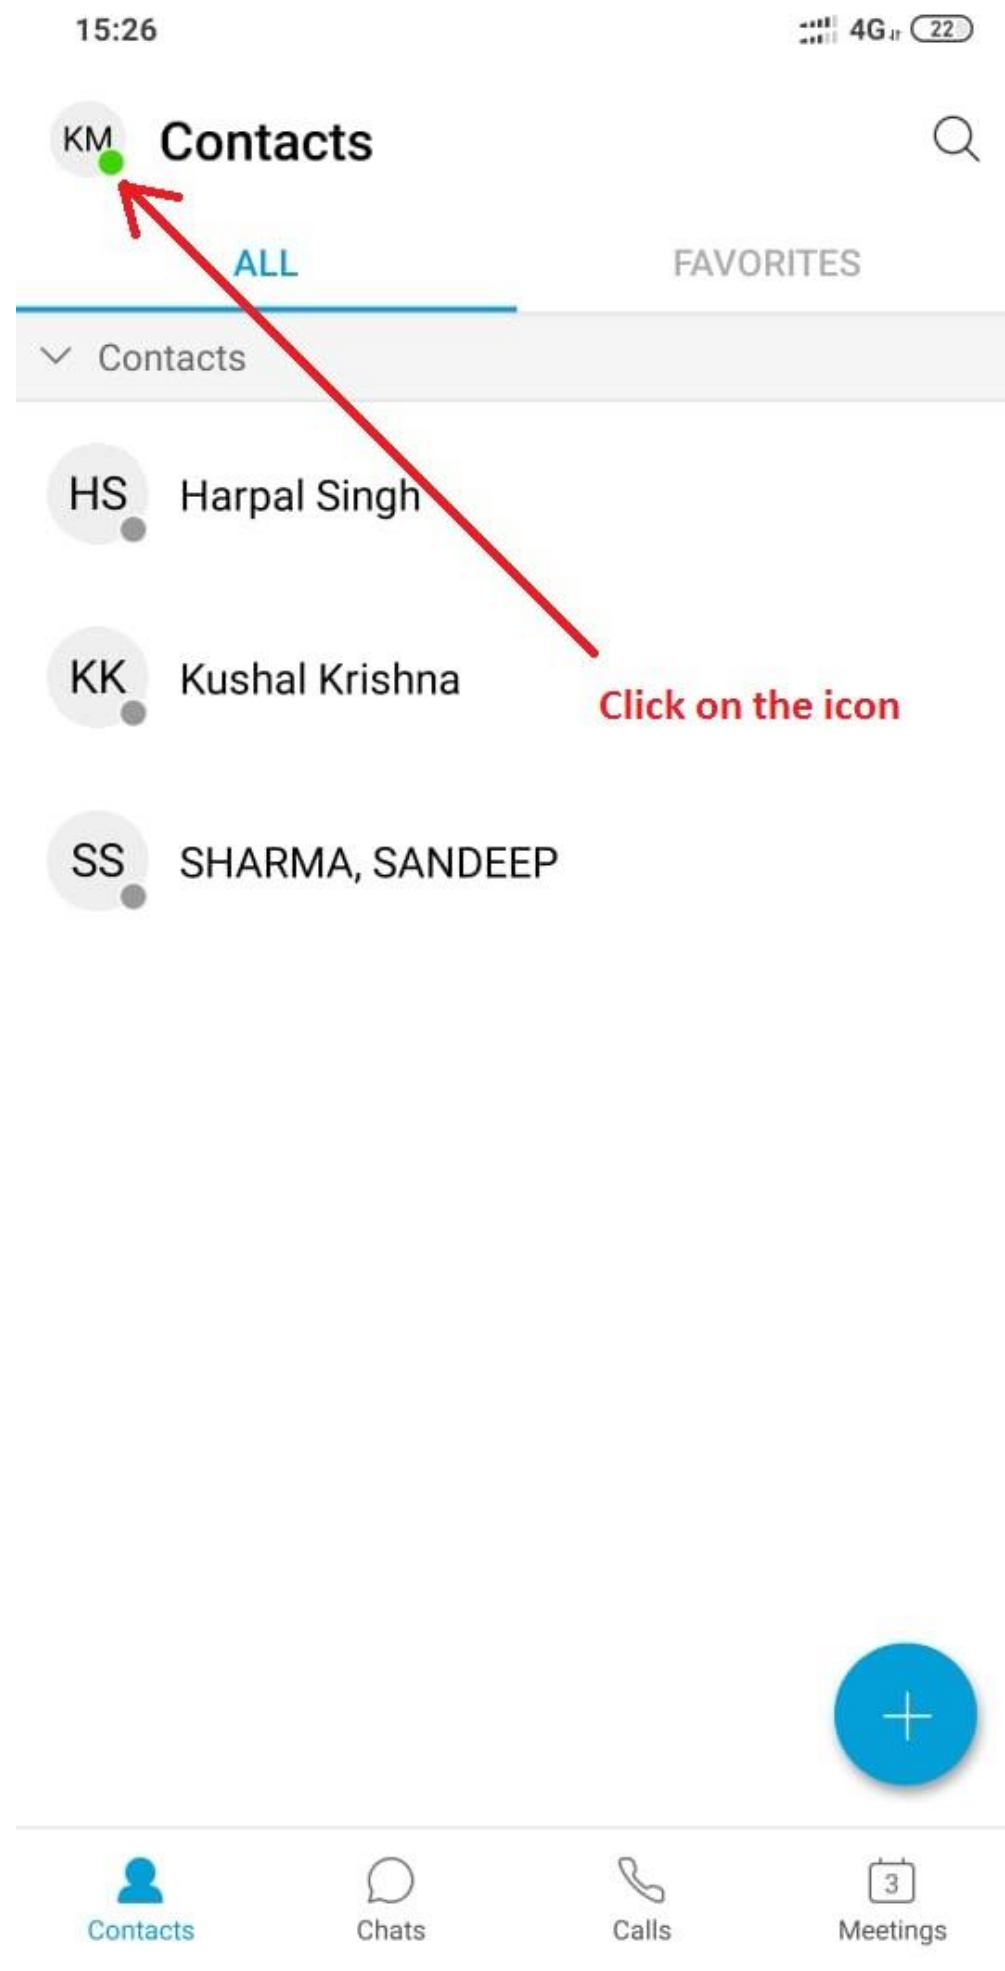 15:26 4G 22
KM Contacts
ALL FAVORITES
Contacts
HS Harpal Singh
KK Kushal Krishna
Click on the icon
SS SHARMA, SANDEEP
3
Contacts Chats Calls Meetings